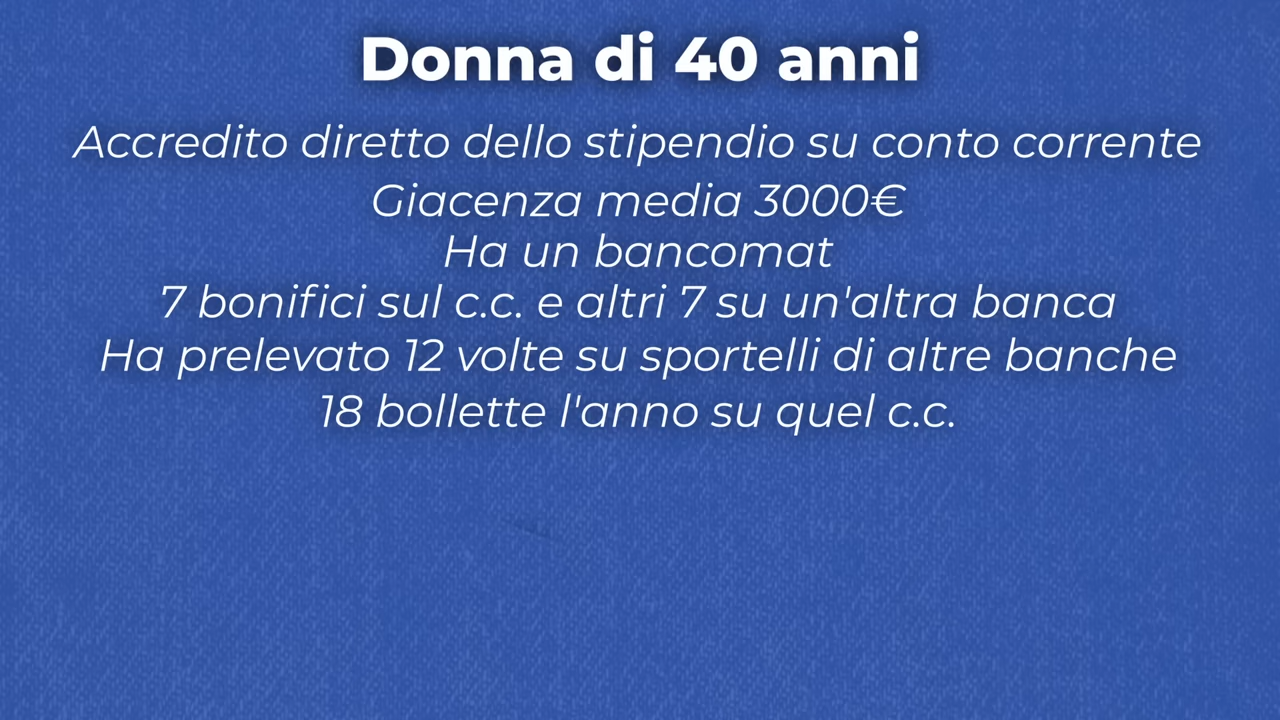 Donna di 40 anni
Accredito diretto dello stipendio su conto corrente
Giacenza media 3000€
Ha un bancomat
7 bonifici sul c.c. e altri 7 su un'altra banca
Ha prelevato 12 volte su sportelli di altre banche
18 bollette l'anno su quel c.c.